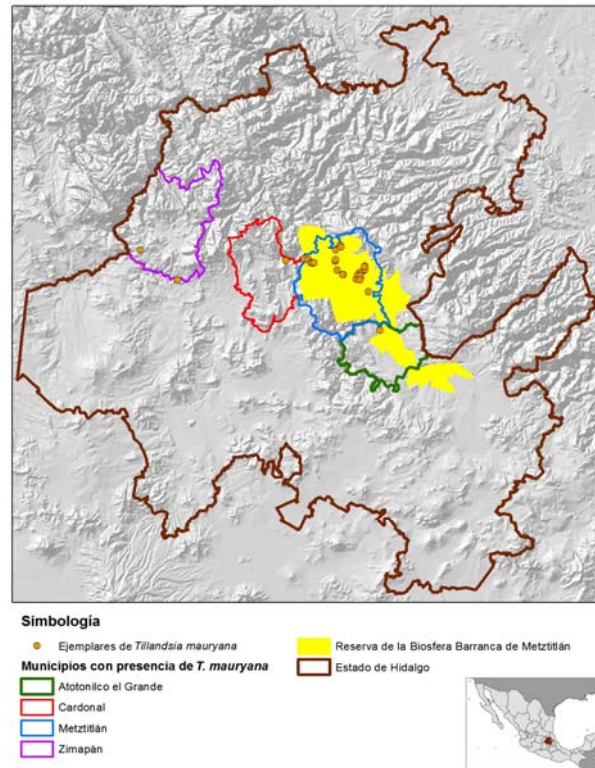 Simbología
Ejemplares de Tillandsia mauryana
Municipios con presencia de T. mauryana
Atotonilco el Grande
Cardonal
Metztitlán
Zimapán
Reserva de la Biosfera Barranca de Metztitlán
Estado de Hidalgo